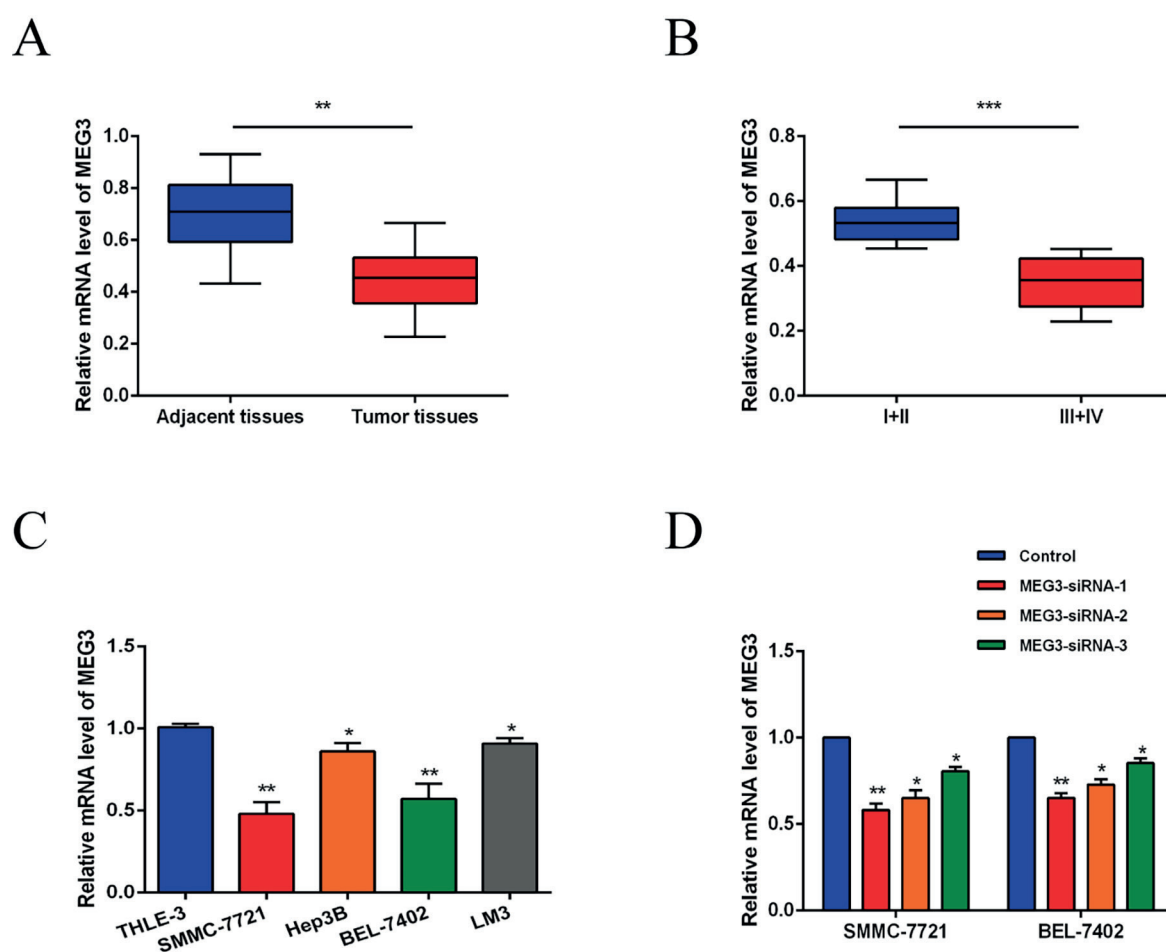 A
**
Relative mRNA level of MEG3
1.0
0.8
0.6
0.4
0.2
0.0
Adjacent tissues
Tumor tissues
B
***
Relative mRNA level of MEG3
0.8
0.6
0.4
0.2
0.0
I+II
III+IV
C
Relative mRNA level of MEG3
1.5
1.0
0.5
0.0
**
*
**
*
THLE-3
SMMC-7721
Hep3B
BEL-7402
LM3
D
Control
MEG3-siRNA-1
MEG3-siRNA-2
MEG3-siRNA-3
Relative mRNA level of MEG3
1.5
1.0
0.5
0.0
**
*
*
**
*
*
SMMC-7721
BEL-7402